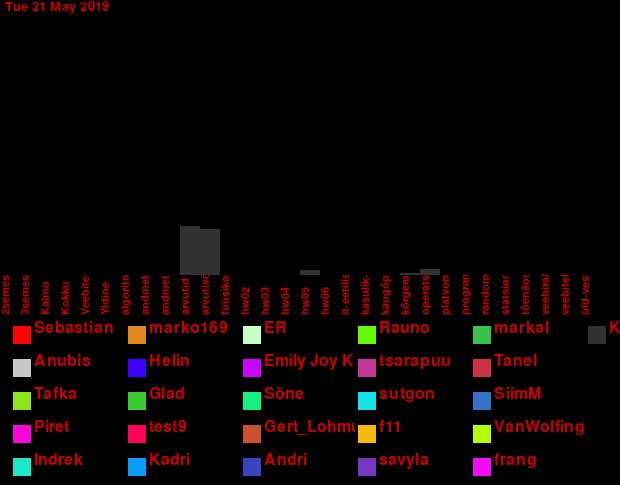 Tue 21 May 2019
2semes
3semes
Kalmo
Kokku
Veebite
Yldine
algoritn
andmet
andmet
arvutid
arvutivõ
füüsika
hw02
hw03
hw04
hw05
hw06
it-eetilis
kasulik-
kaugõp
kõrgem
operats
platvorr
progran
random
statsior
tõenäos
veebiral
veebitel
üld-ves
Sebastian marko169 ER Rauno markal K
Anubis Helin Emily Joy K tsarapuu Tanel
Tafka Glad Sõne sutgon SiimM
Piret test9 Gert_Lohmu f11 VanWolfing
Indrek Kadri Andri savyla frang